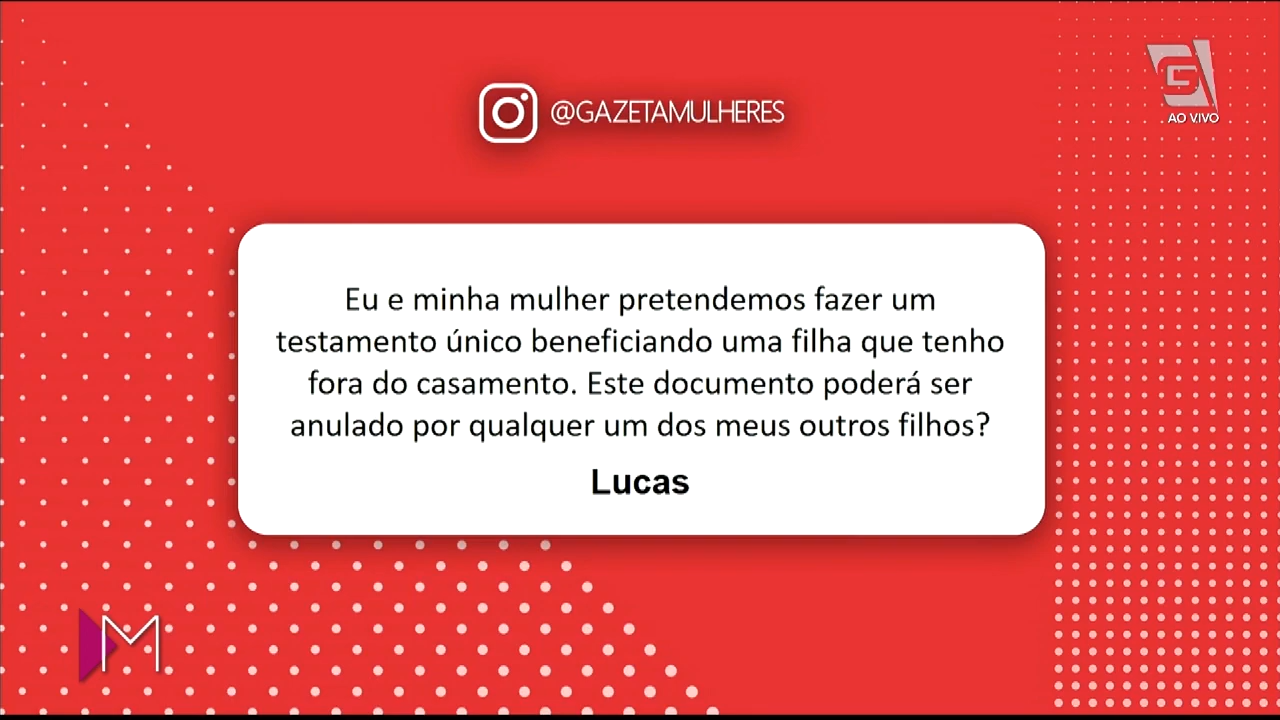 @GAZETAMULHERES
G
AO VIVO
Eu e minha mulher pretendemos fazer um
testamento único beneficiando uma filha que tenho
fora do casamento. Este documento poderá ser
anulado por qualquer um dos meus outros filhos?
Lucas
M